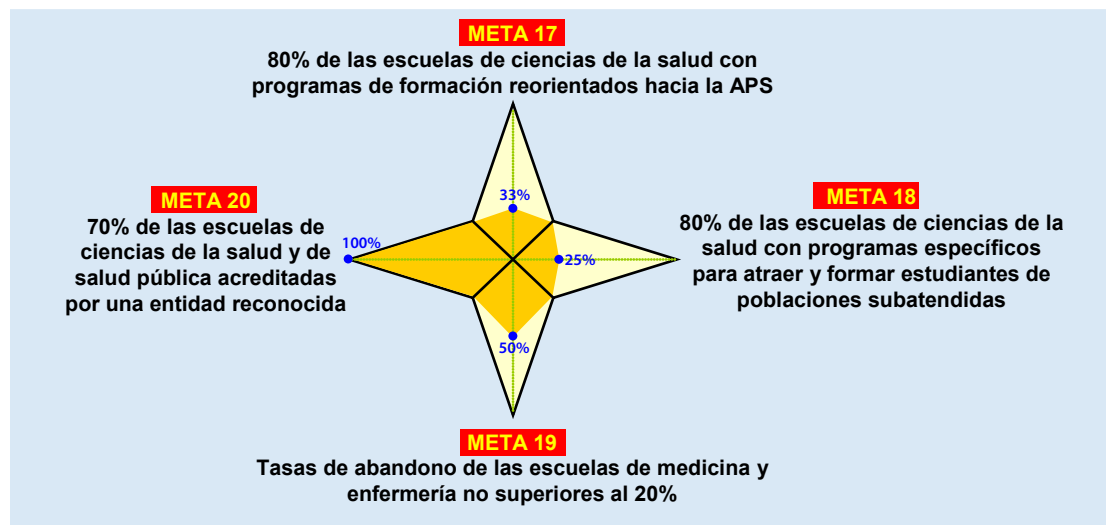 META 17
80% de las escuelas de ciencias de la salud con
programas de formación reorientados hacia la APS
33%
META 20
70% de las escuelas de
ciencias de la salud y de
salud pública acreditadas
por una entidad reconocida
100%
25%
META 18
80% de las escuelas de ciencias de la
salud con programas específicos
para atraer y formar estudiantes de
poblaciones subatendidas
50%
META 19
Tasas de abandono de las escuelas de medicina y
enfermería no superiores al 20%